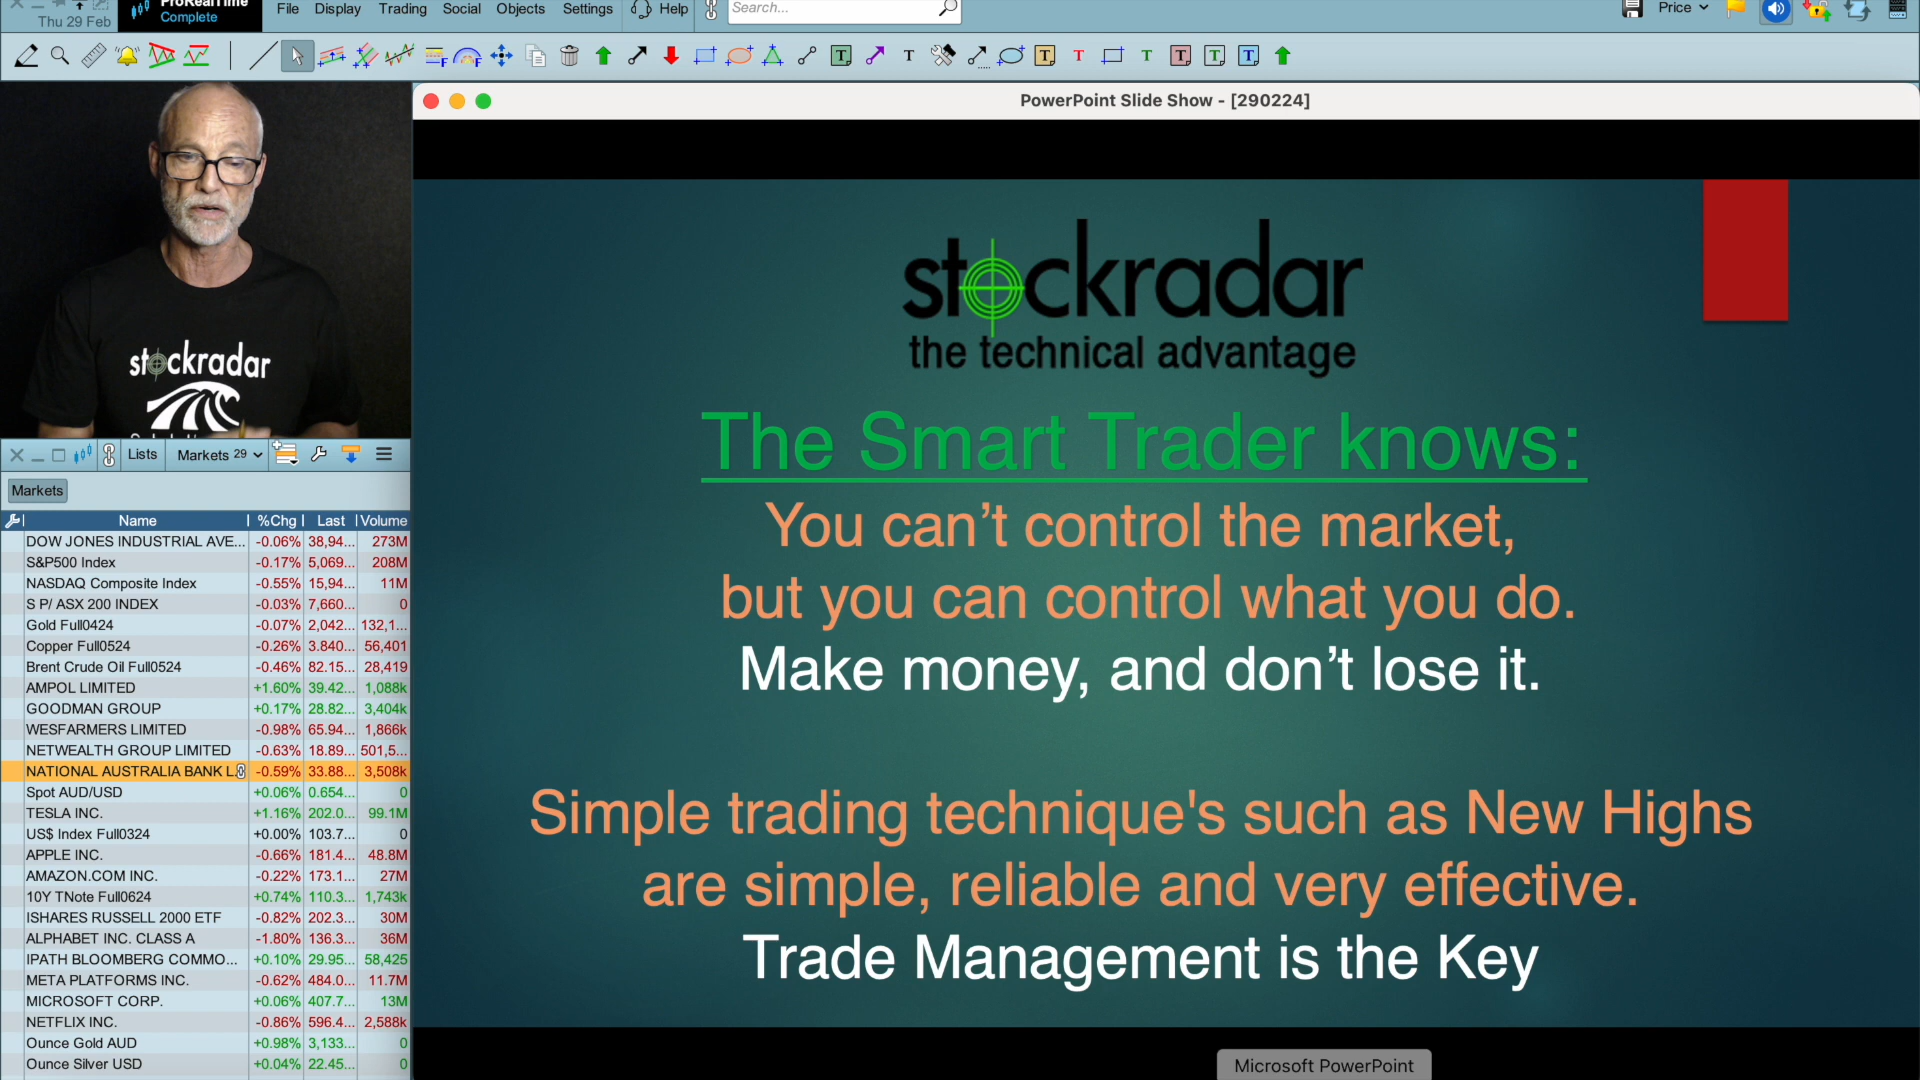 ProRealTime
Thu 29 Feb
Complete
File Display Trading Social Objects Settings Help
Search...
Price
PowerPoint Slide Show - [290224]
stockradar
the technical advantage
The Smart Trader knows:
You can't control the market,
but you can control what you do.
Make money, and don't lose it.
Simple trading technique's such as New Highs
are simple, reliable and very effective.
Trade Management is the Key
Microsoft PowerPoint
stockradar
Lists Markets 29
Markets
Name %Chg Last Volume
DOW JONES INDUSTRIAL AVE... -0.06% 38,94... 273M
S&P500 Index -0.17% 5,069... 208M
NASDAQ Composite Index -0.55% 15,94... 11M
S P/ ASX 200 INDEX -0.03% 7,660... 0
Gold Full0424 -0.07% 2,042... 132,1...
Copper Full0524 -0.26% 3.840... 56,401
Brent Crude Oil Full0524 -0.46% 82.15... 28,419
AMPOL LIMITED +1.60% 39.42... 1,088k
GOODMAN GROUP +0.17% 28.82... 3,404k
WESFARMERS LIMITED -0.98% 65.94... 1,866k
NETWEALTH GROUP LIMITED -0.63% 18.89... 501,5...
NATIONAL AUSTRALIA BANK L. -0.59% 33.88... 3,508k
Spot AUD/USD +0.06% 0.654... 0
TESLA INC. +1.16% 202.0... 99.1M
US$ Index Full0324 +0.00% 103.7... 0
APPLE INC. -0.66% 181.4... 48.8M
AMAZON.COM INC. -0.22% 173.1... 27M
10Y TNote Full0624 +0.74% 110.3... 1,743k
ISHARES RUSSELL 2000 ETF -0.82% 202.3... 30M
ALPHABET INC. CLASS A -1.80% 136.3... 36M
IPATH BLOOMBERG COMMO... +0.10% 29.95... 58,425
META PLATFORMS INC. -0.62% 484.0... 11.7M
MICROSOFT CORP. +0.06% 407.7... 13M
NETFLIX INC. -0.86% 596.4... 2,588k
Ounce Gold AUD +0.98% 3,133... 0
Ounce Silver USD +0.04% 22.45... 0